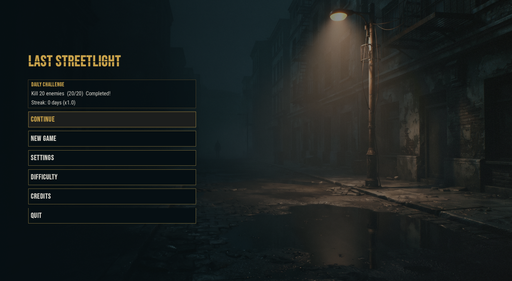 LAST STREETLIGHT
DAILY CHALLENGE
Kill 20 enemies (20/20) Completed!
Streak: 0 days (x1.0)
CONTINUE
NEW GAME
SETTINGS
DIFFICULTY
CREDITS
QUIT